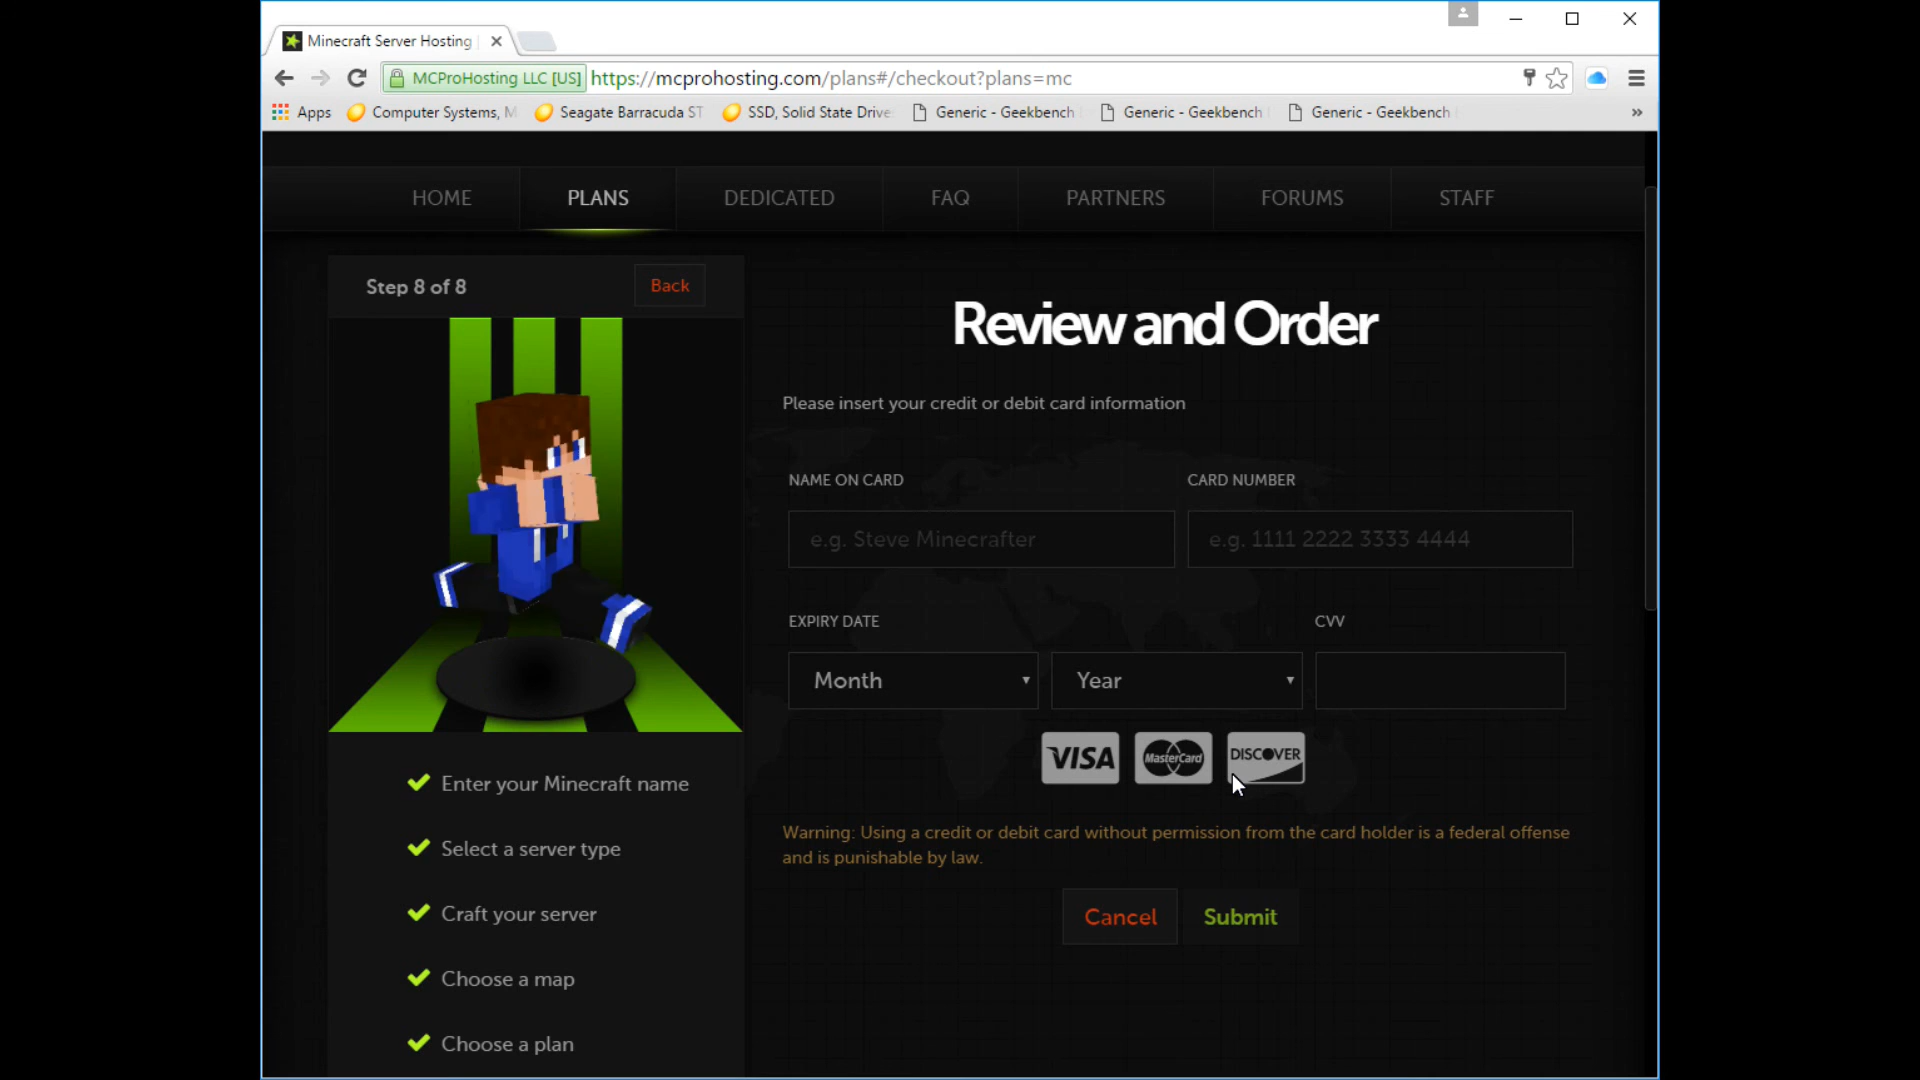 Minecraft Server Hosting
MCProHosting LLC [US] https://mcprohosting.com/plans#/checkout?plans=mc
Apps Computer Systems, M Seagate Barracuda ST SSD, Solid State Drive Generic - Geekbench Generic - Geekbench Generic - Geekbench »
HOME PLANS DEDICATED FAQ PARTNERS FORUMS STAFF
Step 8 of 8 Back
Review and Order
Please insert your credit or debit card information
NAME ON CARD CARD NUMBER
e.g. Steve Minecrafter e.g. 1111 2222 3333 4444
EXPIRY DATE CVV
Month Year
VISA MasterCard DISCOVER
Warning: Using a credit or debit card without permission from the card holder is a federal offense
and is punishable by law.
Cancel Submit
Enter your Minecraft name
Select a server type
Craft your server
Choose a map
Choose a plan